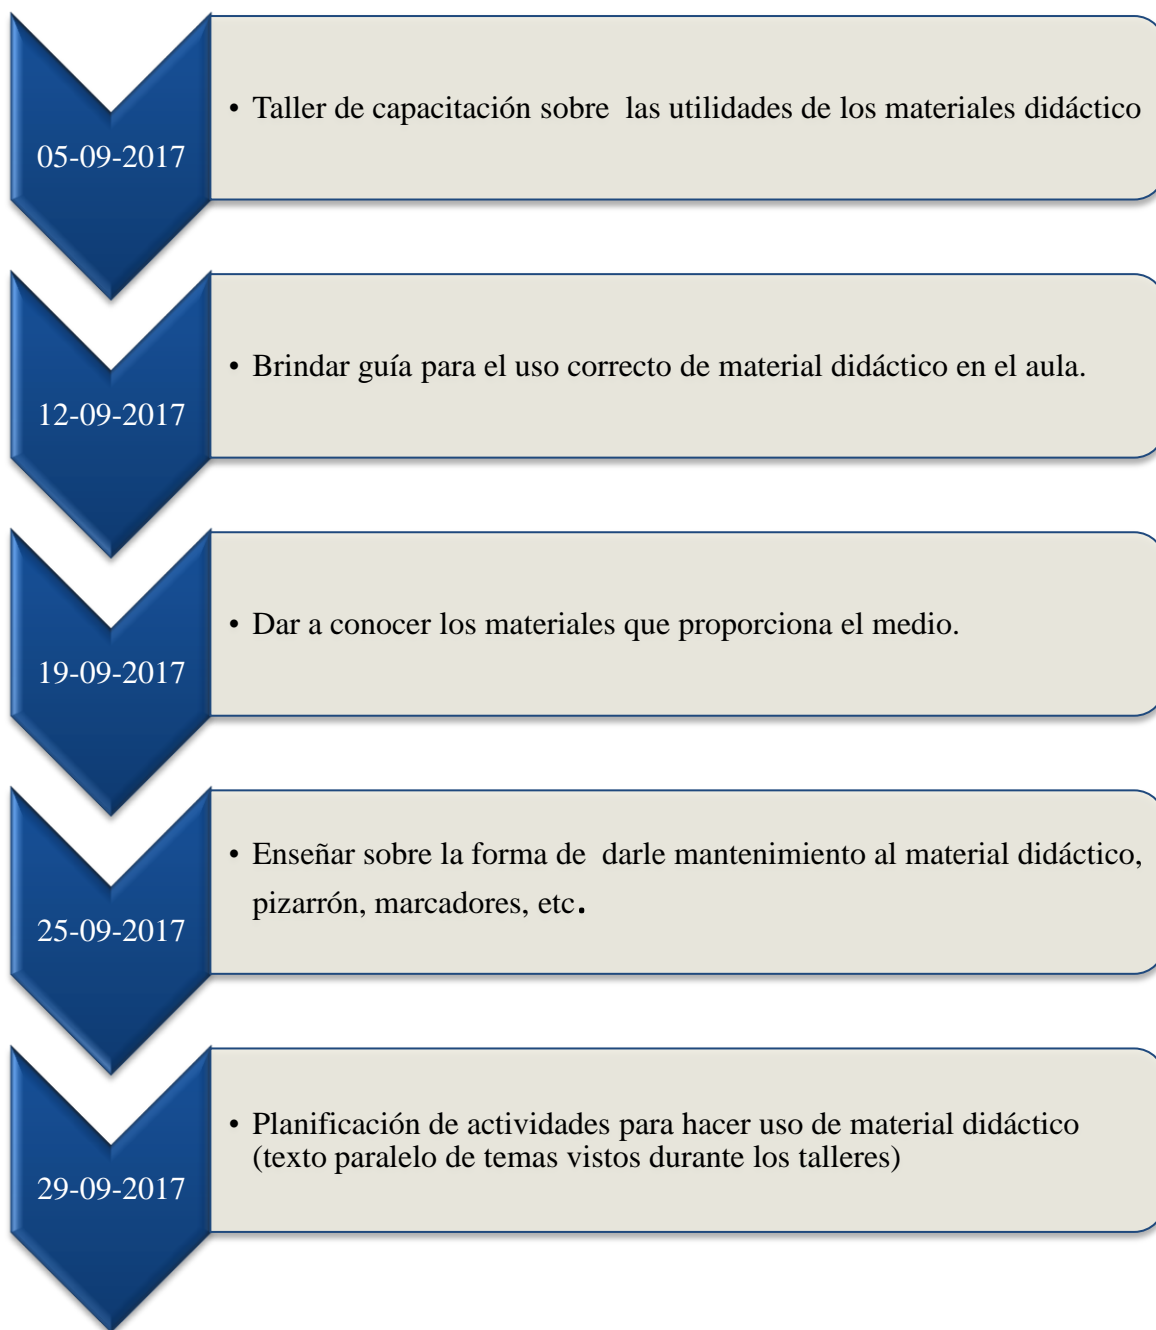 05-09-2017
• Taller de capacitación sobre las utilidades de los materiales didáctico
12-09-2017
• Brindar guía para el uso correcto de material didáctico en el aula.
19-09-2017
• Dar a conocer los materiales que proporciona el medio.
25-09-2017
• Enseñar sobre la forma de darle mantenimiento al material didáctico,
pizarrón, marcadores, etc.
29-09-2017
• Planificación de actividades para hacer uso de material didáctico
(texto paralelo de temas vistos durante los talleres)